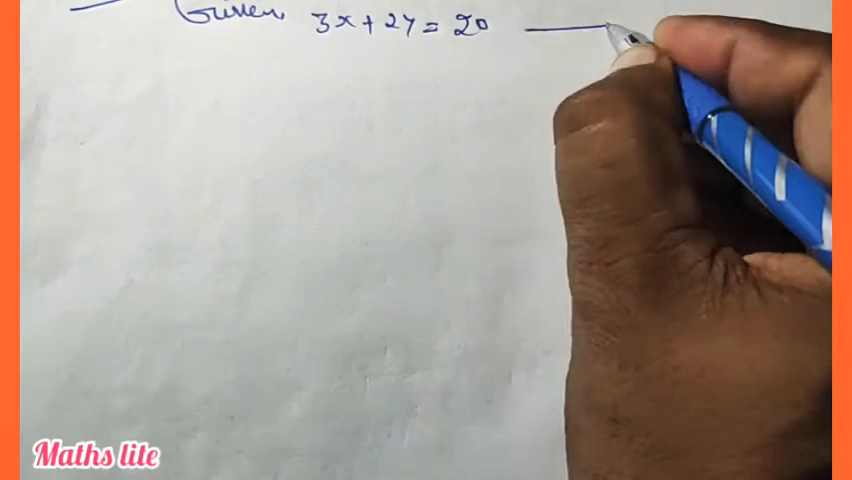 Given 3x + 2y = 20
Maths lite